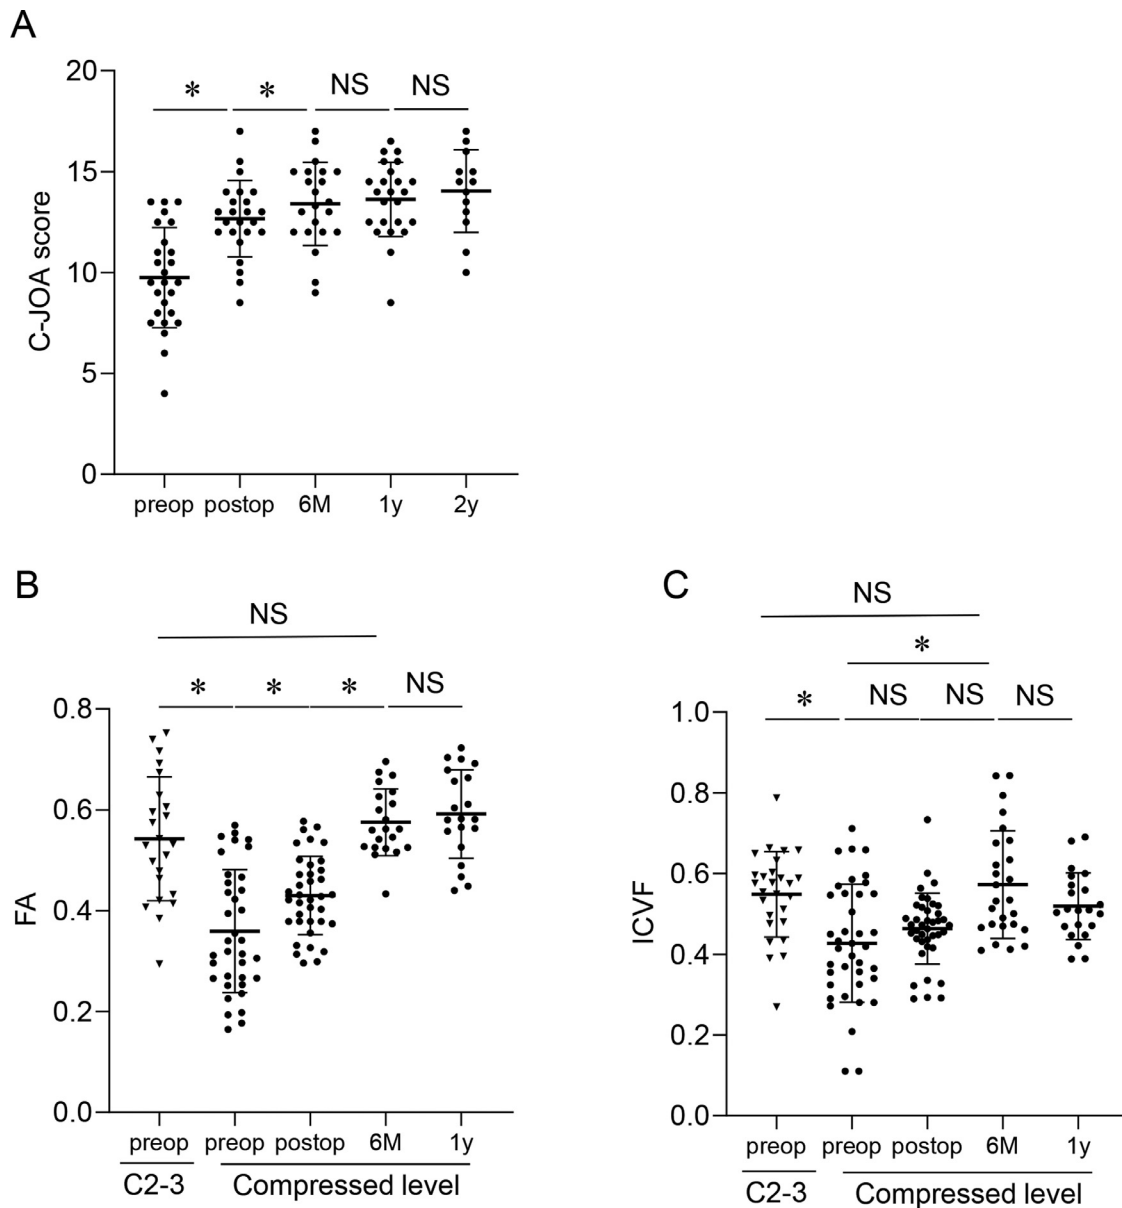 A
20
15
10
5
0
C-JOA score
* * NS NS
preop postop 6M 1y 2y
B
NS
* * * NS
0.8
0.6
0.4
0.2
0.0
FA
preop preop postop 6M 1y
C2-3 Compressed level
C
NS
*
* NS NS NS
1.0
0.8
0.6
0.4
0.2
0.0
ICVF
preop preop postop 6M 1y
C2-3 Compressed level